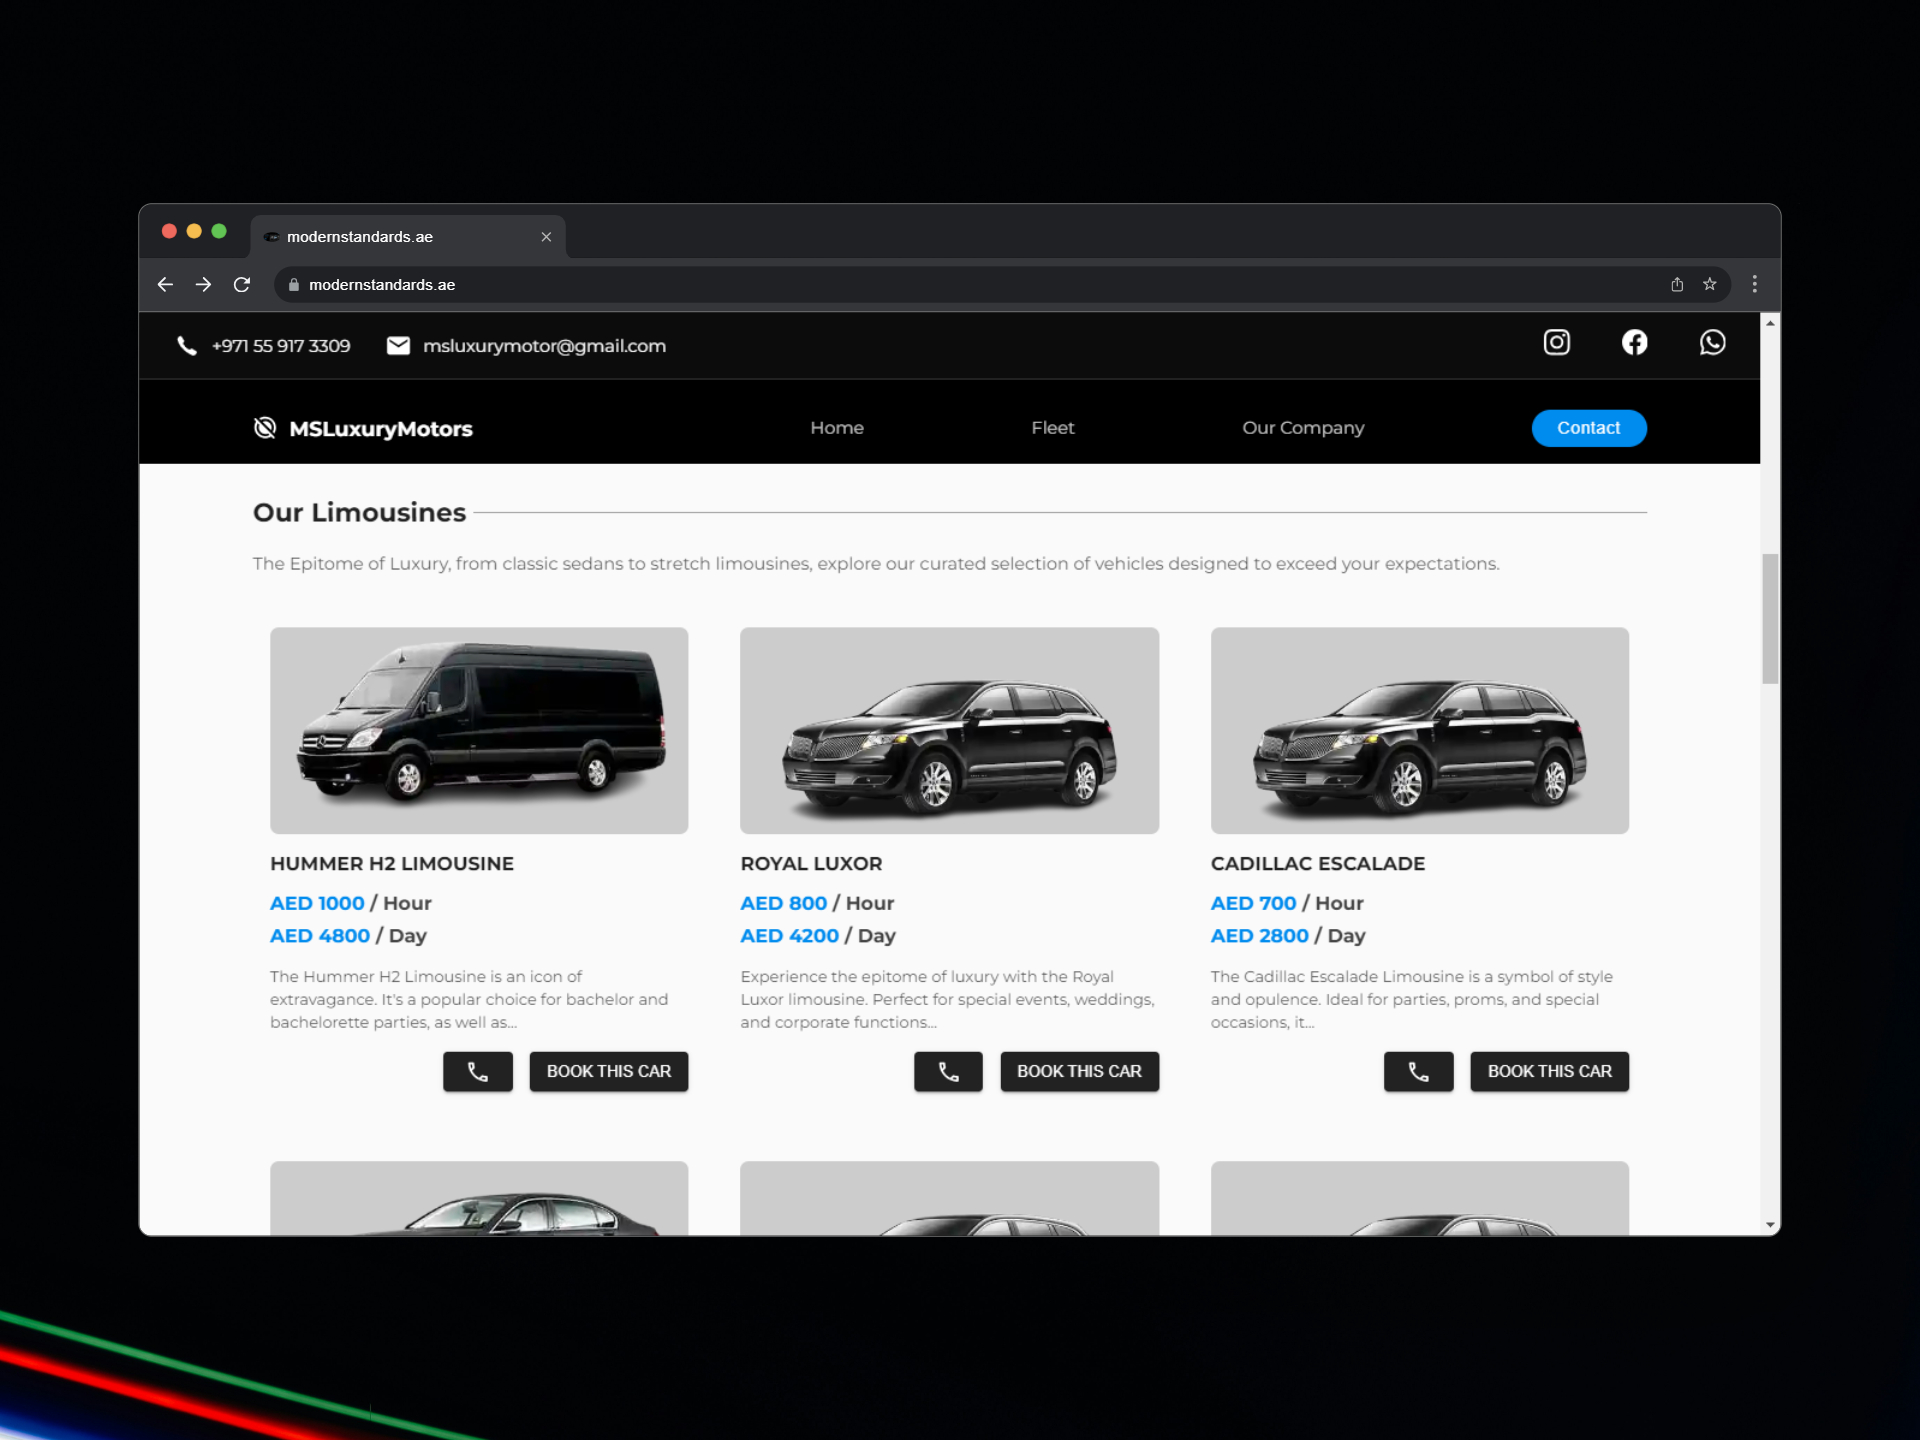 modernstandards.ae
modernstandards.ae
+971 55 917 3309 msluxurymotor@gmail.com
MSLuxuryMotors Home Fleet Our Company Contact
Our Limousines
The Epitome of Luxury, from classic sedans to stretch limousines, explore our curated selection of vehicles designed to exceed your expectations.
HUMMER H2 LIMOUSINE
AED 1000 / Hour
AED 4800 / Day
The Hummer H2 Limousine is an icon of
extravagance. It's a popular choice for bachelor and
bachelorette parties, as well as...
BOOK THIS CAR
ROYAL LUXOR
AED 800 / Hour
AED 4200 / Day
Experience the epitome of luxury with the Royal
Luxor limousine. Perfect for special events, weddings,
and corporate functions...
BOOK THIS CAR
CADILLAC ESCALADE
AED 700 / Hour
AED 2800 / Day
The Cadillac Escalade Limousine is a symbol of style
and opulence. Ideal for parties, proms, and special
occasions, it...
BOOK THIS CAR